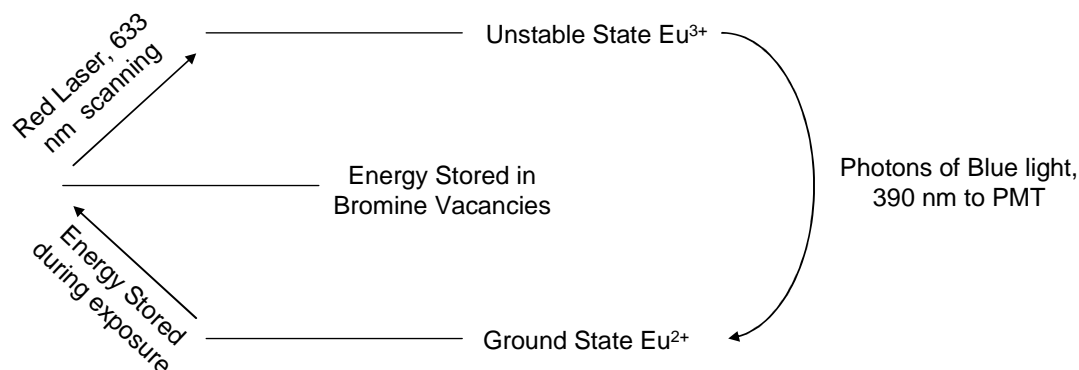 Red Laser, 633
nm scanning
Unstable State Eu³⁺
Energy Stored in
Bromine Vacancies
Photons of Blue light,
390 nm to PMT
Energy Stored
during exposure
Ground State Eu²⁺